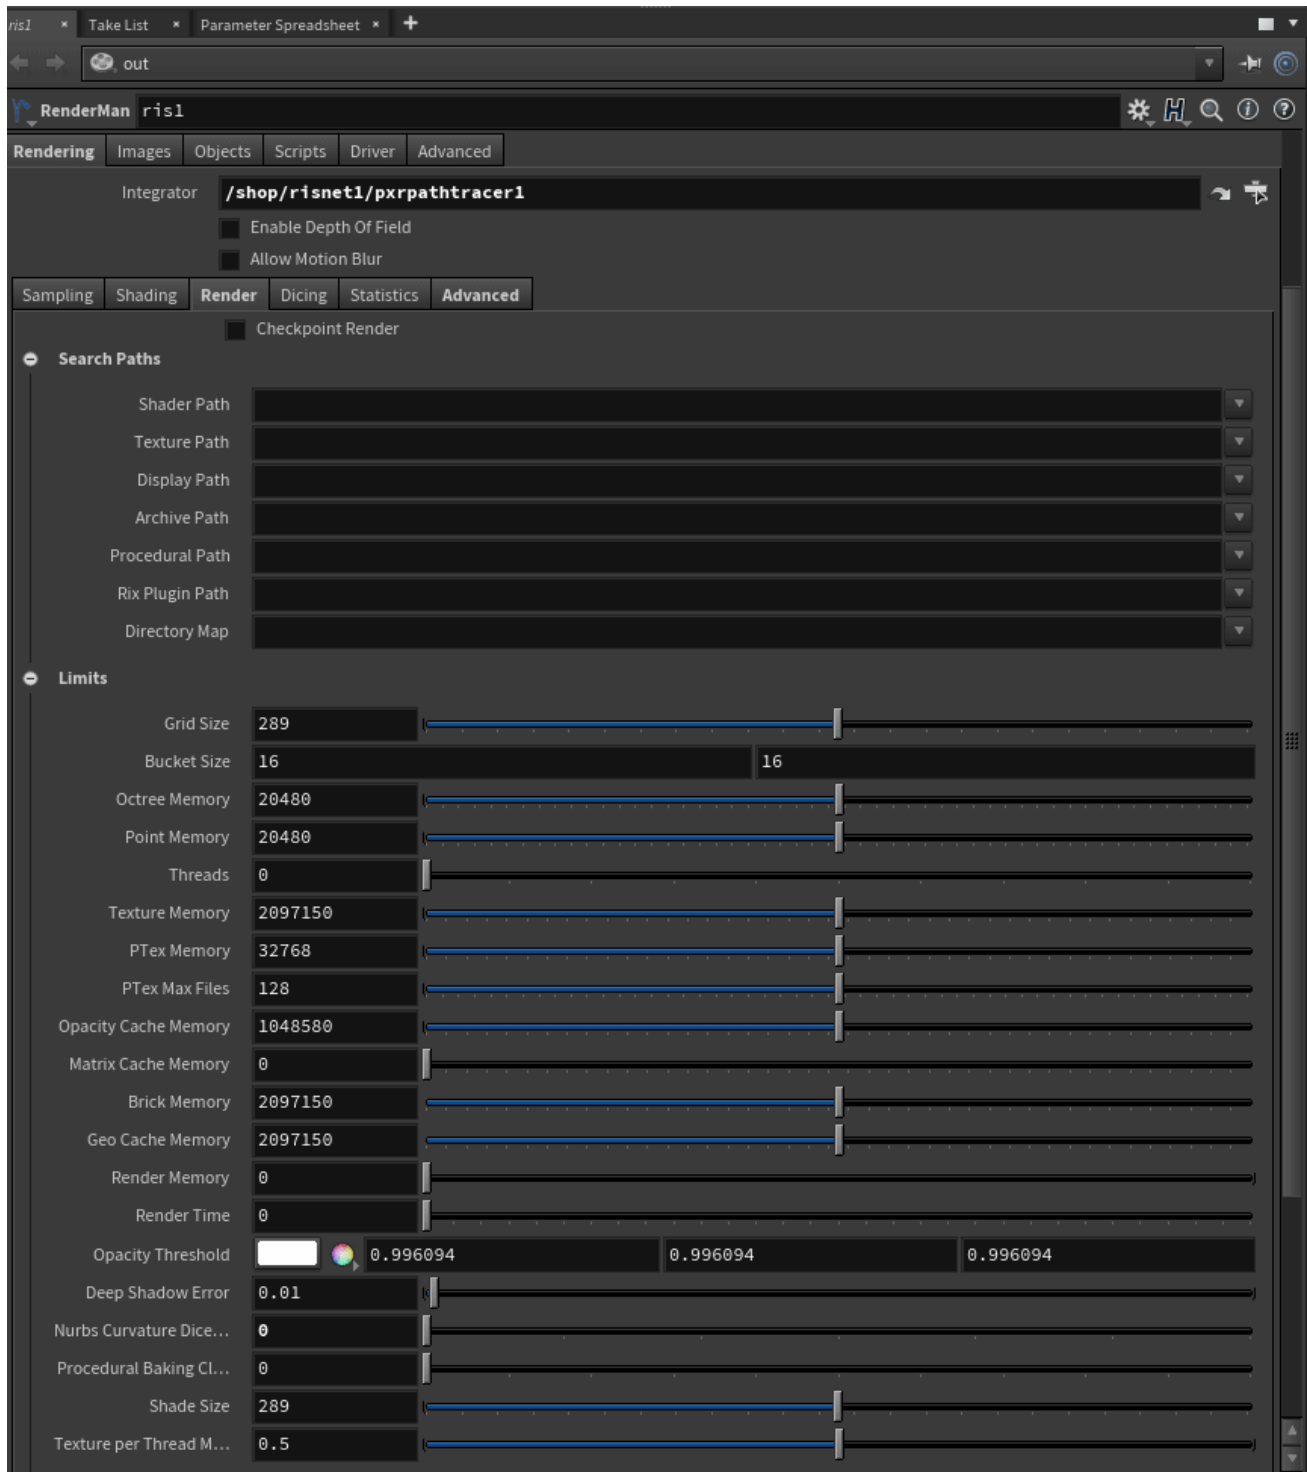 ris1 × Take List × Parameter Spreadsheet × +
out
RenderMan ris1
Rendering Images Objects Scripts Driver Advanced
Integrator /shop/risnet1/pxrpathtracer1
Enable Depth Of Field
Allow Motion Blur
Sampling Shading Render Dicing Statistics Advanced
Checkpoint Render
Search Paths
Shader Path
Texture Path
Display Path
Archive Path
Procedural Path
Rix Plugin Path
Directory Map
Limits
Grid Size 289
Bucket Size 16 16
Octree Memory 20480
Point Memory 20480
Threads 0
Texture Memory 2097150
PTex Memory 32768
PTex Max Files 128
Opacity Cache Memory 1048580
Matrix Cache Memory 0
Brick Memory 2097150
Geo Cache Memory 2097150
Render Memory 0
Render Time 0
Opacity Threshold 0.996094 0.996094 0.996094
Deep Shadow Error 0.01
Nurbs Curvature Dice... 0
Procedural Baking Cl... 0
Shade Size 289
Texture per Thread M... 0.5